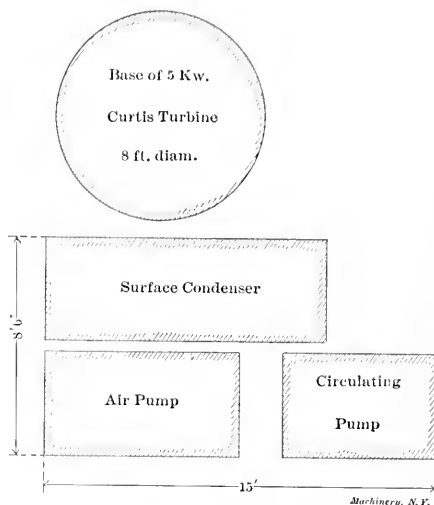 Base of 5 Kw.
Curtis Turbine
8 ft. diam.
Surface Condenser
8'6"
Air Pump
Circulating
Pump
15'
Machinery, N.Y.